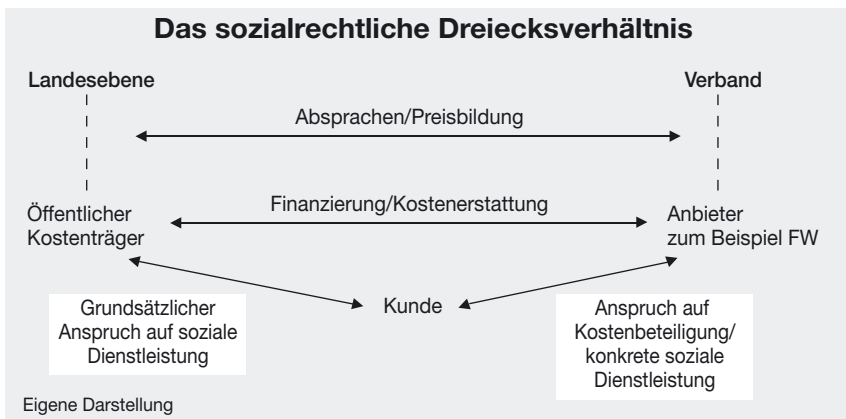 Das sozialrechtliche Dreiecksverhältnis
Landesebene
Verband
Absprachen/Preisbildung
Finanzierung/Kostenerstattung
Öffentlicher
Kostenträger
Anbieter
zum Beispiel FW
Kunde
Grundsätzlicher
Anspruch auf soziale
Dienstleistung
Anspruch auf
Kostenbeteiligung/
konkrete soziale
Dienstleistung
Eigene Darstellung